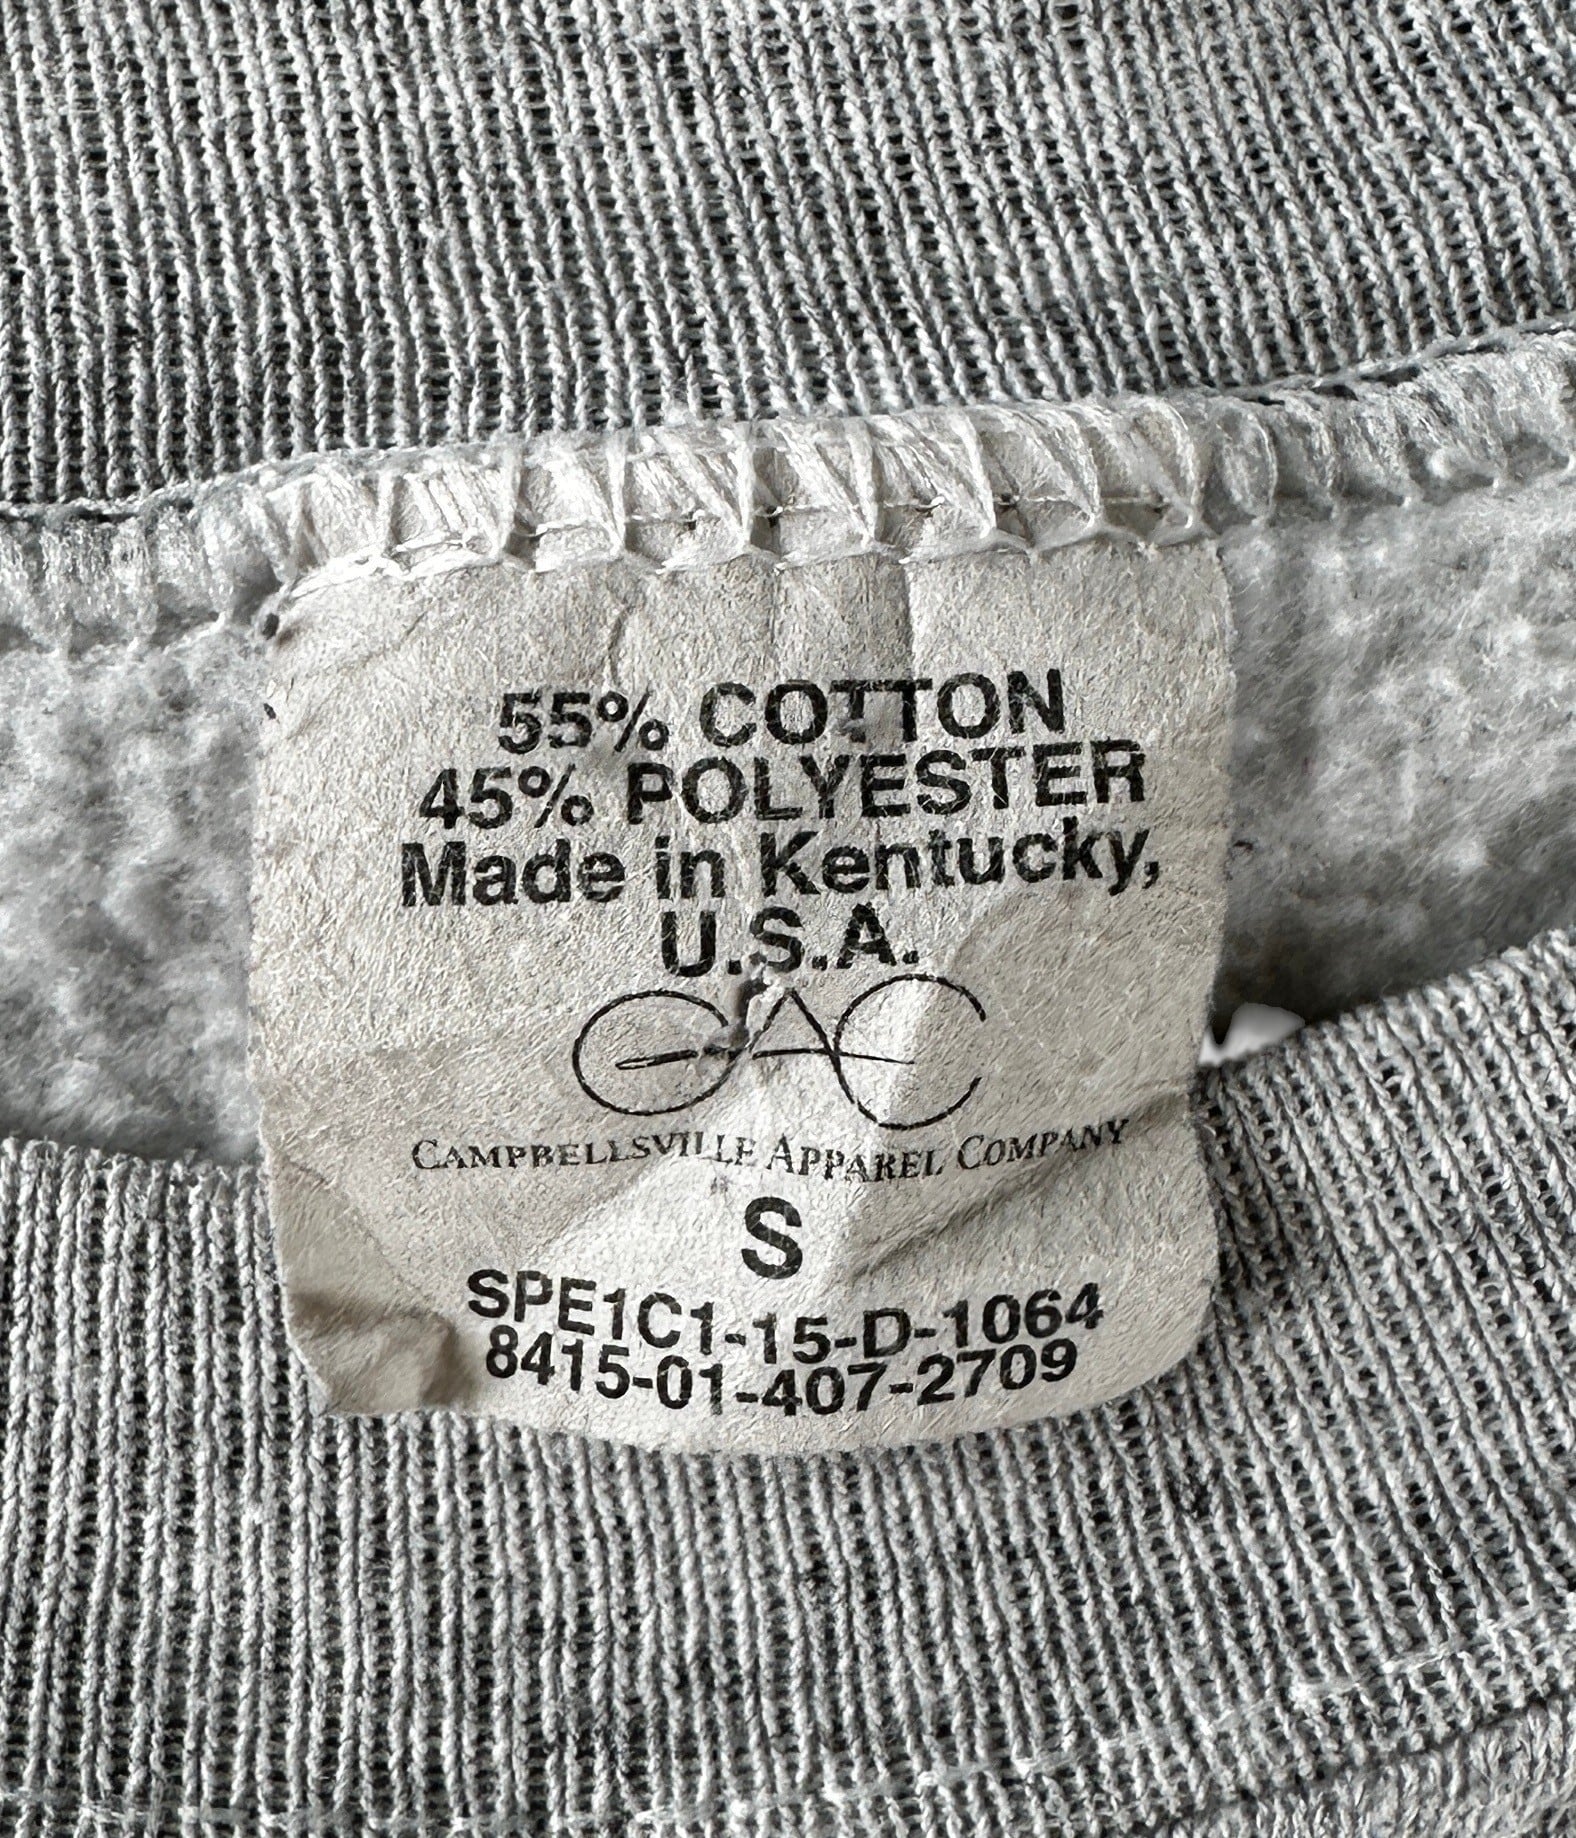 55% COTTON
45% POLYESTER
Made in Kentucky,
U.S.A.
CAC
CAMPBELLSVILLE APPAREL COMPANY
S
SPE1C1-15-D-1064
8415-01-407-2709